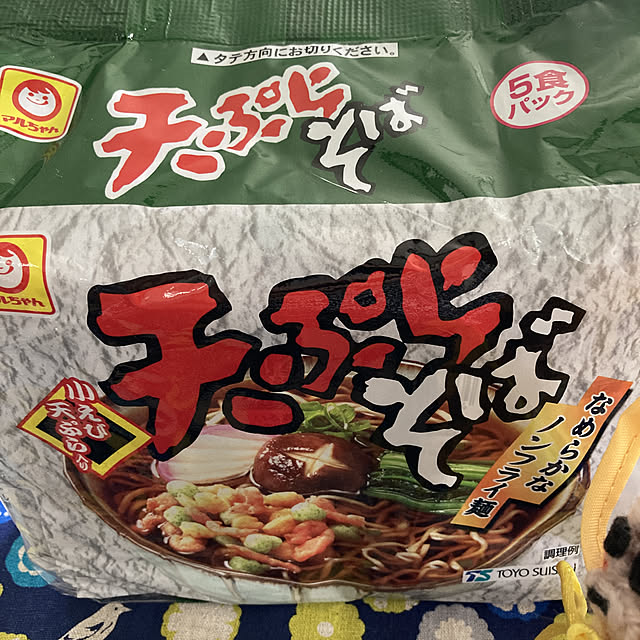 ▲タテ方向にお切りください。
マルちゃん
天ぷらそば
5食
パック
マルちゃん
天ぷらそば
小えび
天ぷら入り
なめらかな
ノンフライ麺
調理例
TS TOYO SUISAN